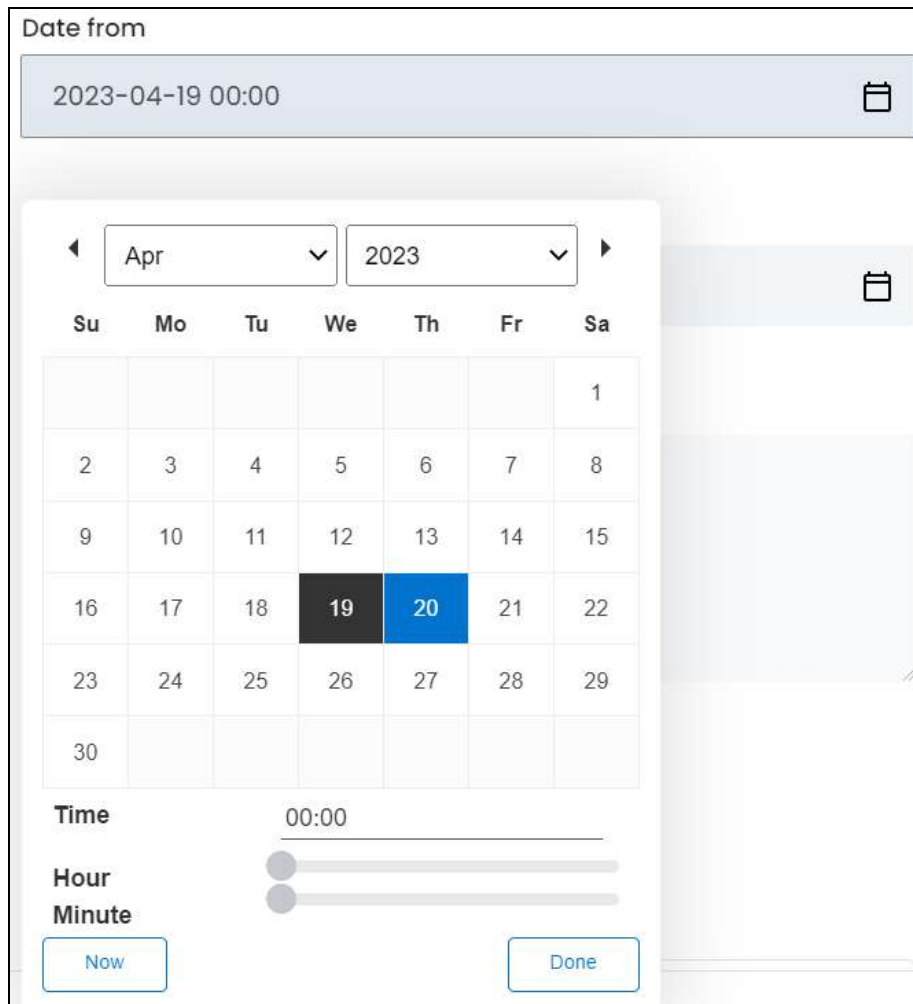 Date from
2023-04-19 00:00
Apr 2023
Su Mo Tu We Th Fr Sa
1
2 3 4 5 6 7 8
9 10 11 12 13 14 15
16 17 18 19 20 21 22
23 24 25 26 27 28 29
30
Time 00:00
Hour
Minute
Now Done